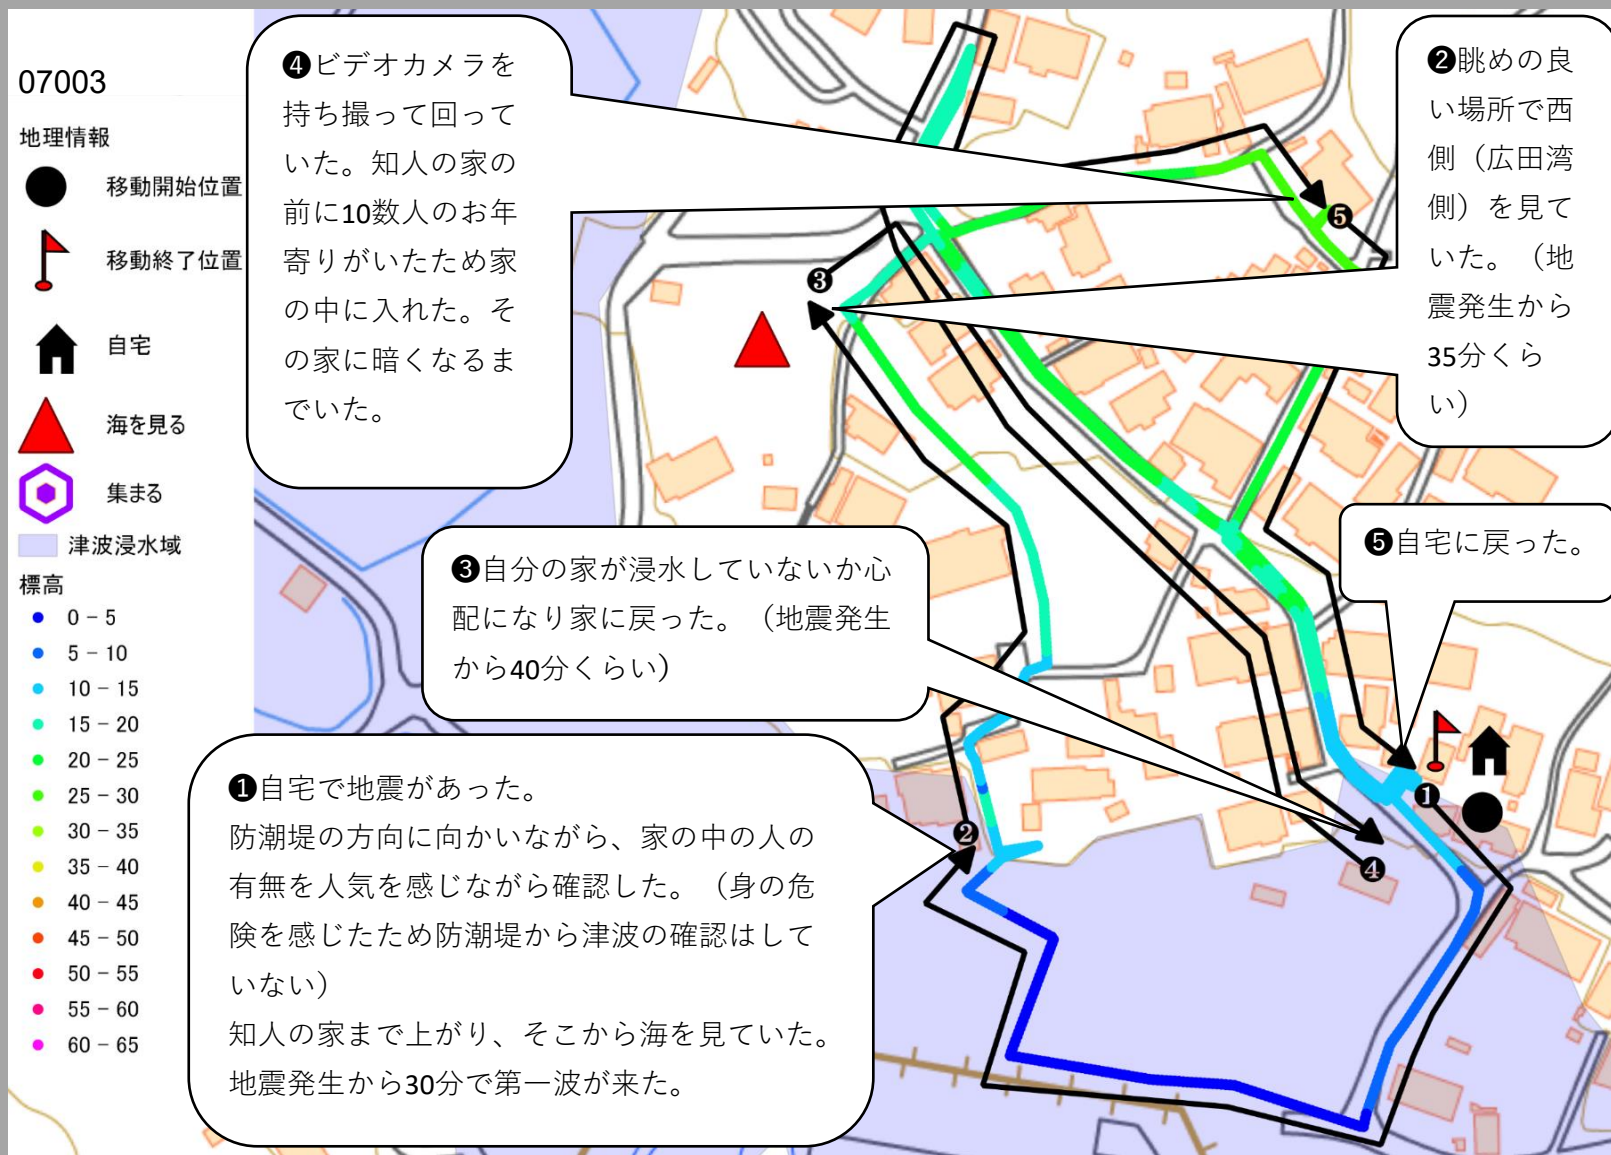 07003
地理情報
移動開始位置
移動終了位置
自宅
海を見る
集まる
津波浸水域
標高
0 – 5
5 – 10
10 – 15
15 – 20
20 – 25
25 – 30
30 – 35
35 – 40
40 – 45
45 – 50
50 – 55
55 – 60
60 – 65
❹ビデオカメラを
持ち撮って回って
いた。知人の家の
前に10数人のお年
寄りがいたため家
の中に入れた。そ
の家に暗くなるま
でいた。
❷眺めの良
い場所で西
側（広田湾
側）を見て
いた。（地
震発生から
35分くら
い）
❺
❸
❺自宅に戻った。
❸自分の家が浸水していないか心
配になり家に戻った。（地震発生
から40分くらい）
❶自宅で地震があった。
防潮堤の方向に向かいながら、家の中の人の
有無を人気を感じながら確認した。（身の危
険を感じたため防潮堤から津波の確認はして
いない）
知人の家まで上がり、そこから海を見ていた。
地震発生から30分で第一波が来た。
❶
❷
❹